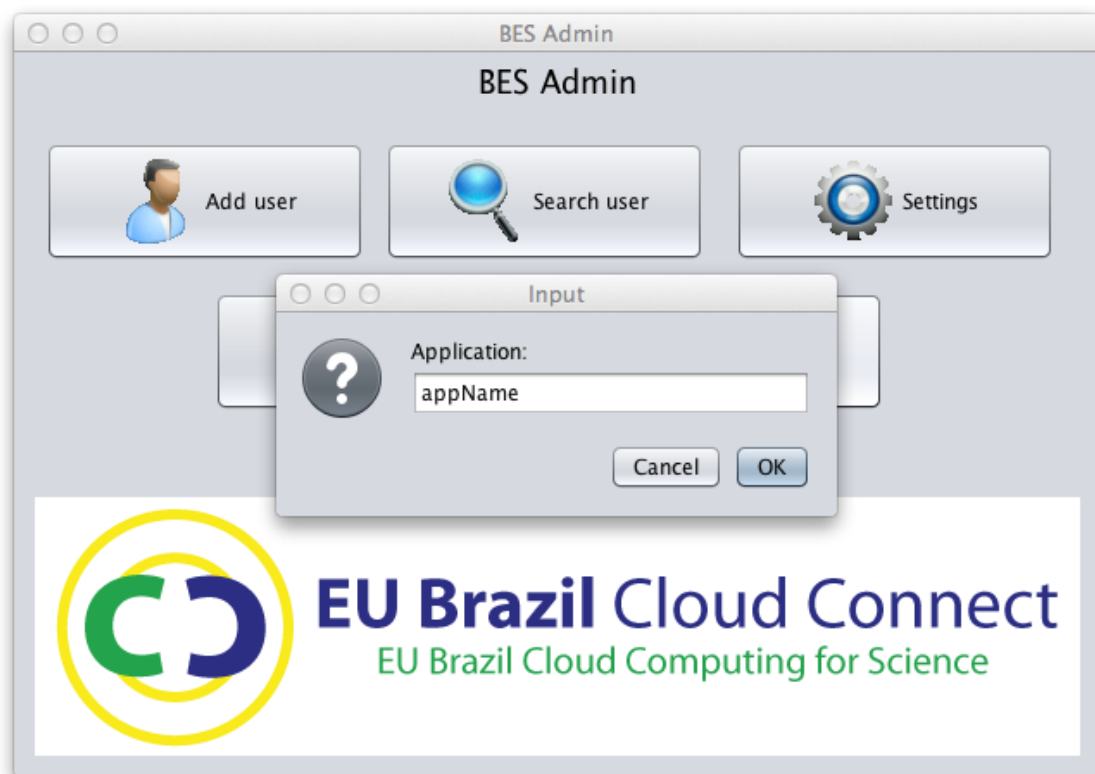 BES Admin
BES Admin
Add user
Search user
Settings
Input
Application:
appName
Cancel
OK
EU Brazil Cloud Connect
EU Brazil Cloud Computing for Science